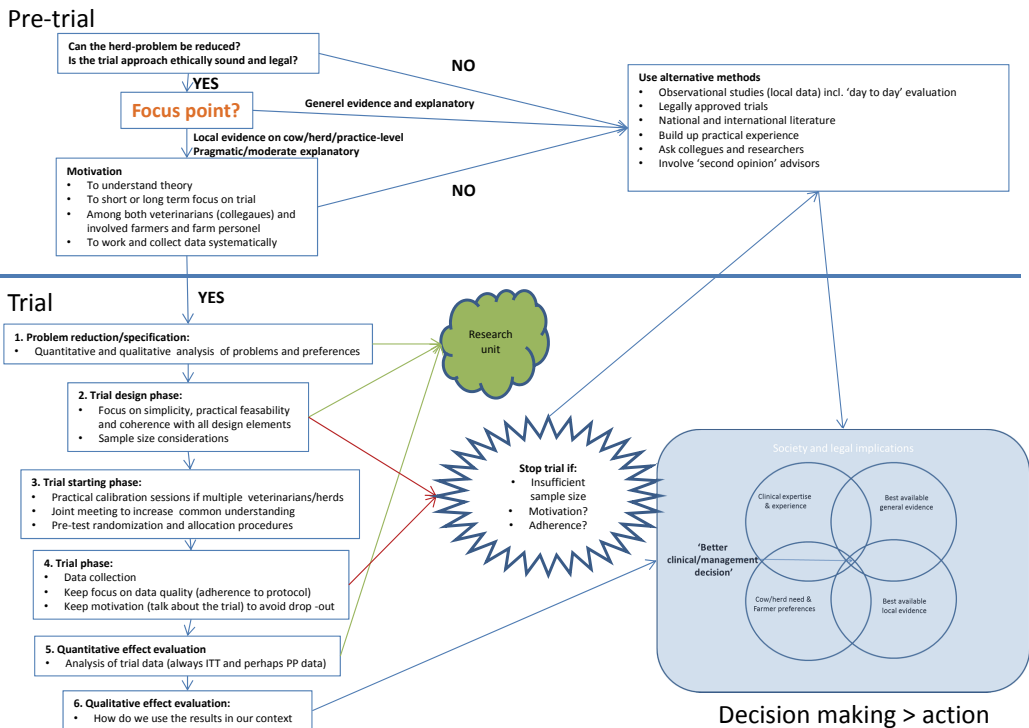 Pre-trial
Can the herd-problem be reduced?
Is the trial approach ethically sound and legal?
NO
YES
Focus point?
Generel evidence and explanatory
Local evidence on cow/herd/practice-level
Pragmatic/moderate explanatory
Motivation
• To understand theory
• To short or long term focus on trial
• Among both veterinarians (collegaues) and
involved farmers and farm personel
• To work and collect data systematically
NO
Use alternative methods
• Observational studies (local data) incl. ‘day to day’ evaluation
• Legally approved trials
• National and international literature
• Build up practical experience
• Ask collegues and researchers
• Involve ‘second opinion’ advisors
Trial
YES
1. Problem reduction/specification:
• Quantitative and qualitative analysis of problems and preferences
2. Trial design phase:
• Focus on simplicity, practical feasability
and coherence with all design elements
• Sample size considerations
3. Trial starting phase:
• Practical calibration sessions if multiple veterinarians/herds
• Joint meeting to increase common understanding
• Pre-test randomization and allocation procedures
4. Trial phase:
• Data collection
• Keep focus on data quality (adherence to protocol)
• Keep motivation (talk about the trial) to avoid drop -out
5. Quantitative effect evaluation
• Analysis of trial data (always ITT and perhaps PP data)
6. Qualitative effect evaluation:
• How do we use the results in our context
Research
unit
Stop trial if:
• Insufficient
sample size
• Motivation?
• Adherence?
Society and legal implications
Clinical expertise
& experience
Best available
general evidence
‘Better
clinical/management
decision’
Cow/herd need &
Farmer preferences
Best available
local evidence
Decision making > action